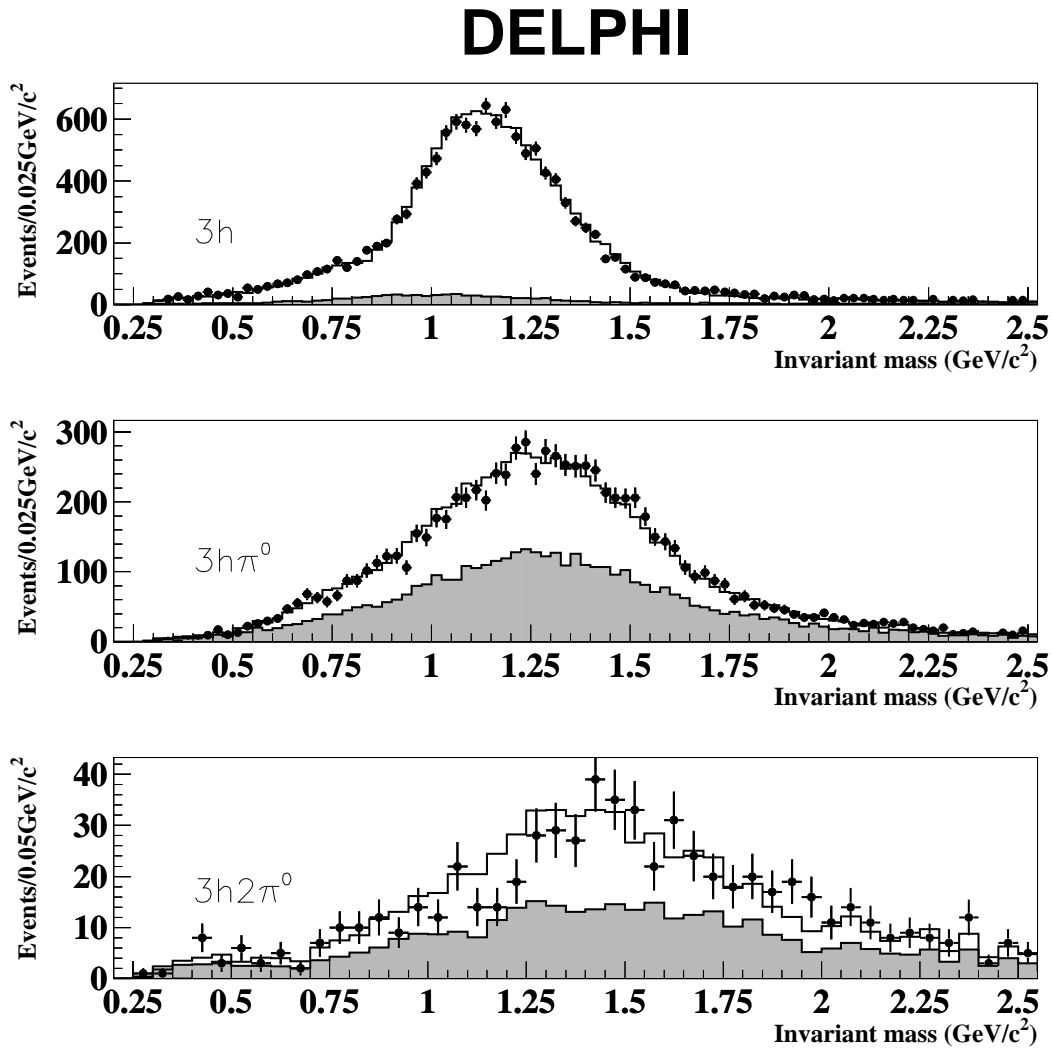 DELPHI
Events/0.025GeV/c²
600
400
200
0
3h
0.25 0.5 0.75 1 1.25 1.5 1.75 2 2.25 2.5
Invariant mass (GeV/c²)
Events/0.025GeV/c²
300
200
100
0
3hπ⁰
0.25 0.5 0.75 1 1.25 1.5 1.75 2 2.25 2.5
Invariant mass (GeV/c²)
Events/0.05GeV/c²
40
30
20
10
0
3h2π⁰
0.25 0.5 0.75 1 1.25 1.5 1.75 2 2.25 2.5
Invariant mass (GeV/c²)